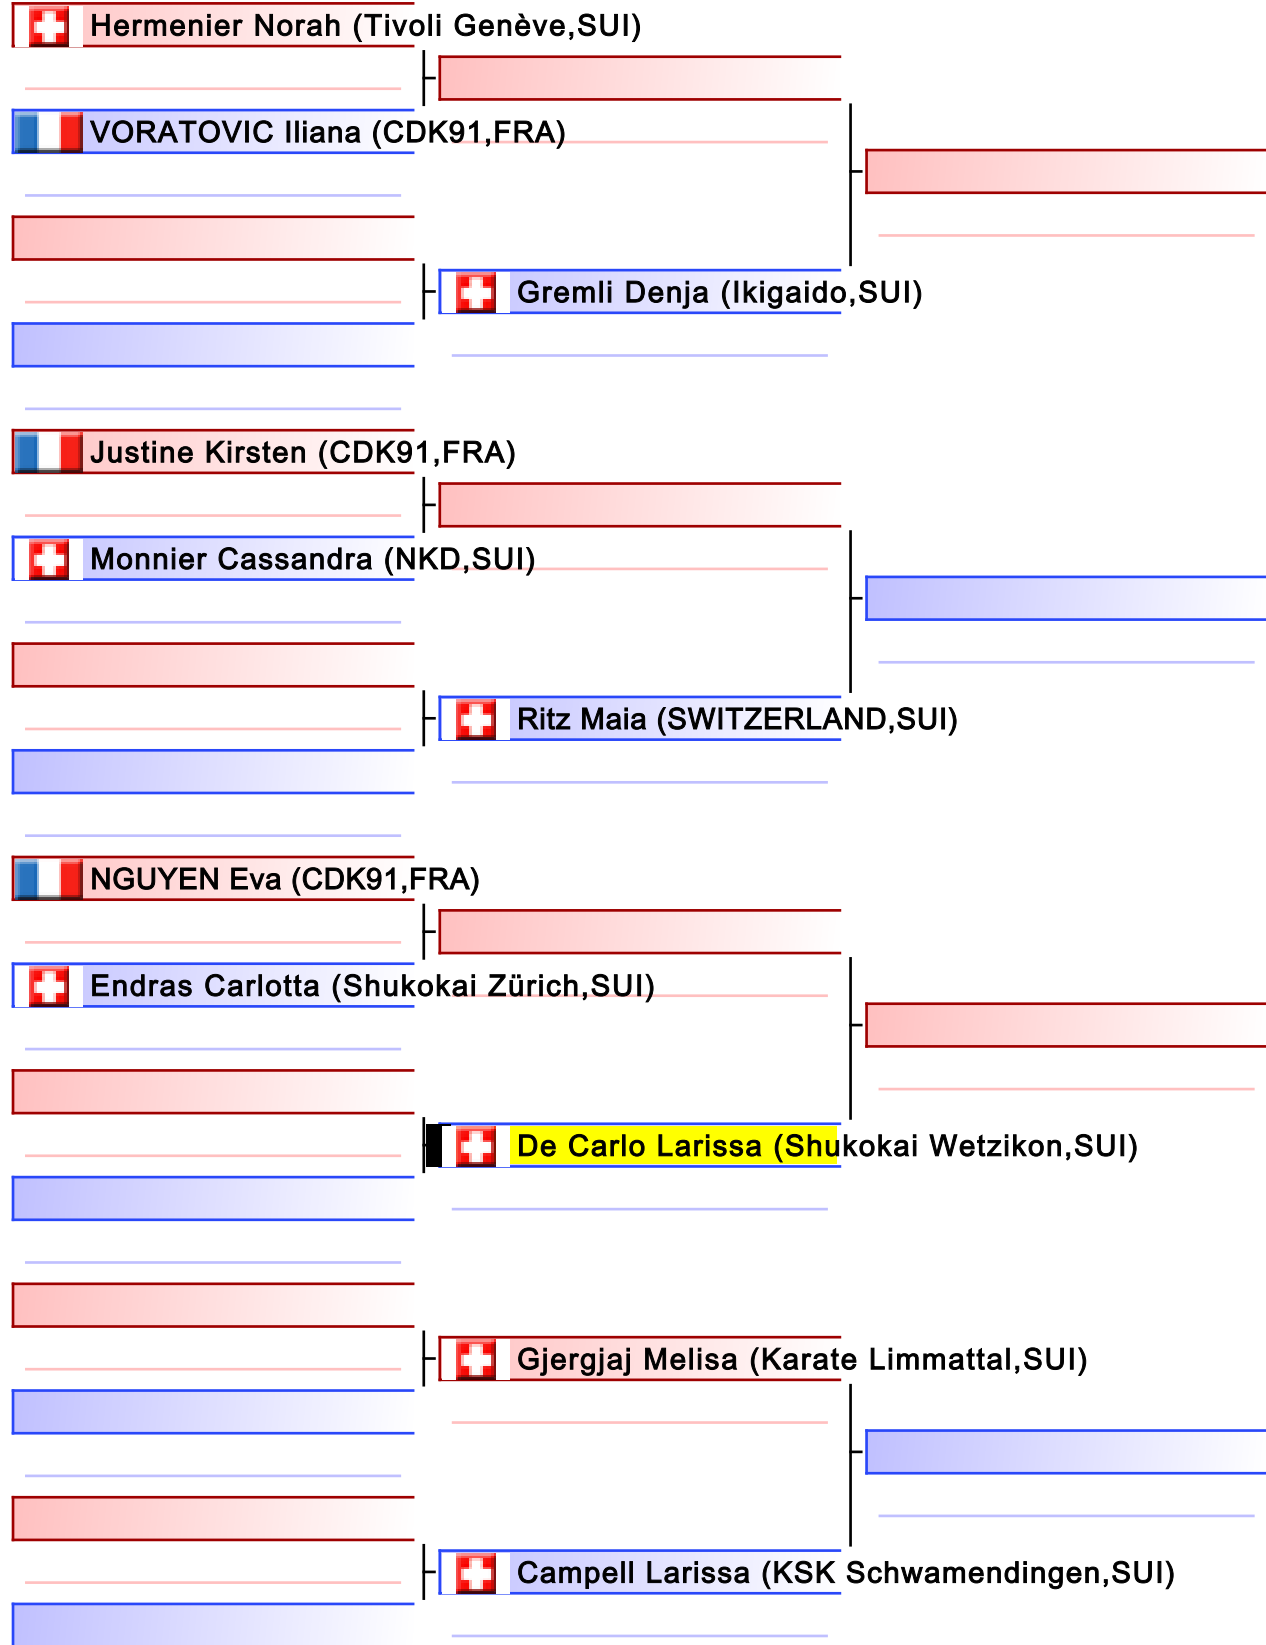 Hermenier Norah (Tivoli Genève,SUI)
VORATOVIC Iliana (CDK91,FRA)
Gremli Denja (Ikigaido,SUI)
Justine Kirsten (CDK91,FRA)
Monnier Cassandra (NKD,SUI)
Ritz Maia (SWITZERLAND,SUI)
NGUYEN Eva (CDK91,FRA)
Endras Carlotta (Shukokai Zürich,SUI)
De Carlo Larissa (Shukokai Wetzikon,SUI)
Gjergjaj Melisa (Karate Limmattal,SUI)
Campell Larissa (KSK Schwamendingen,SUI)